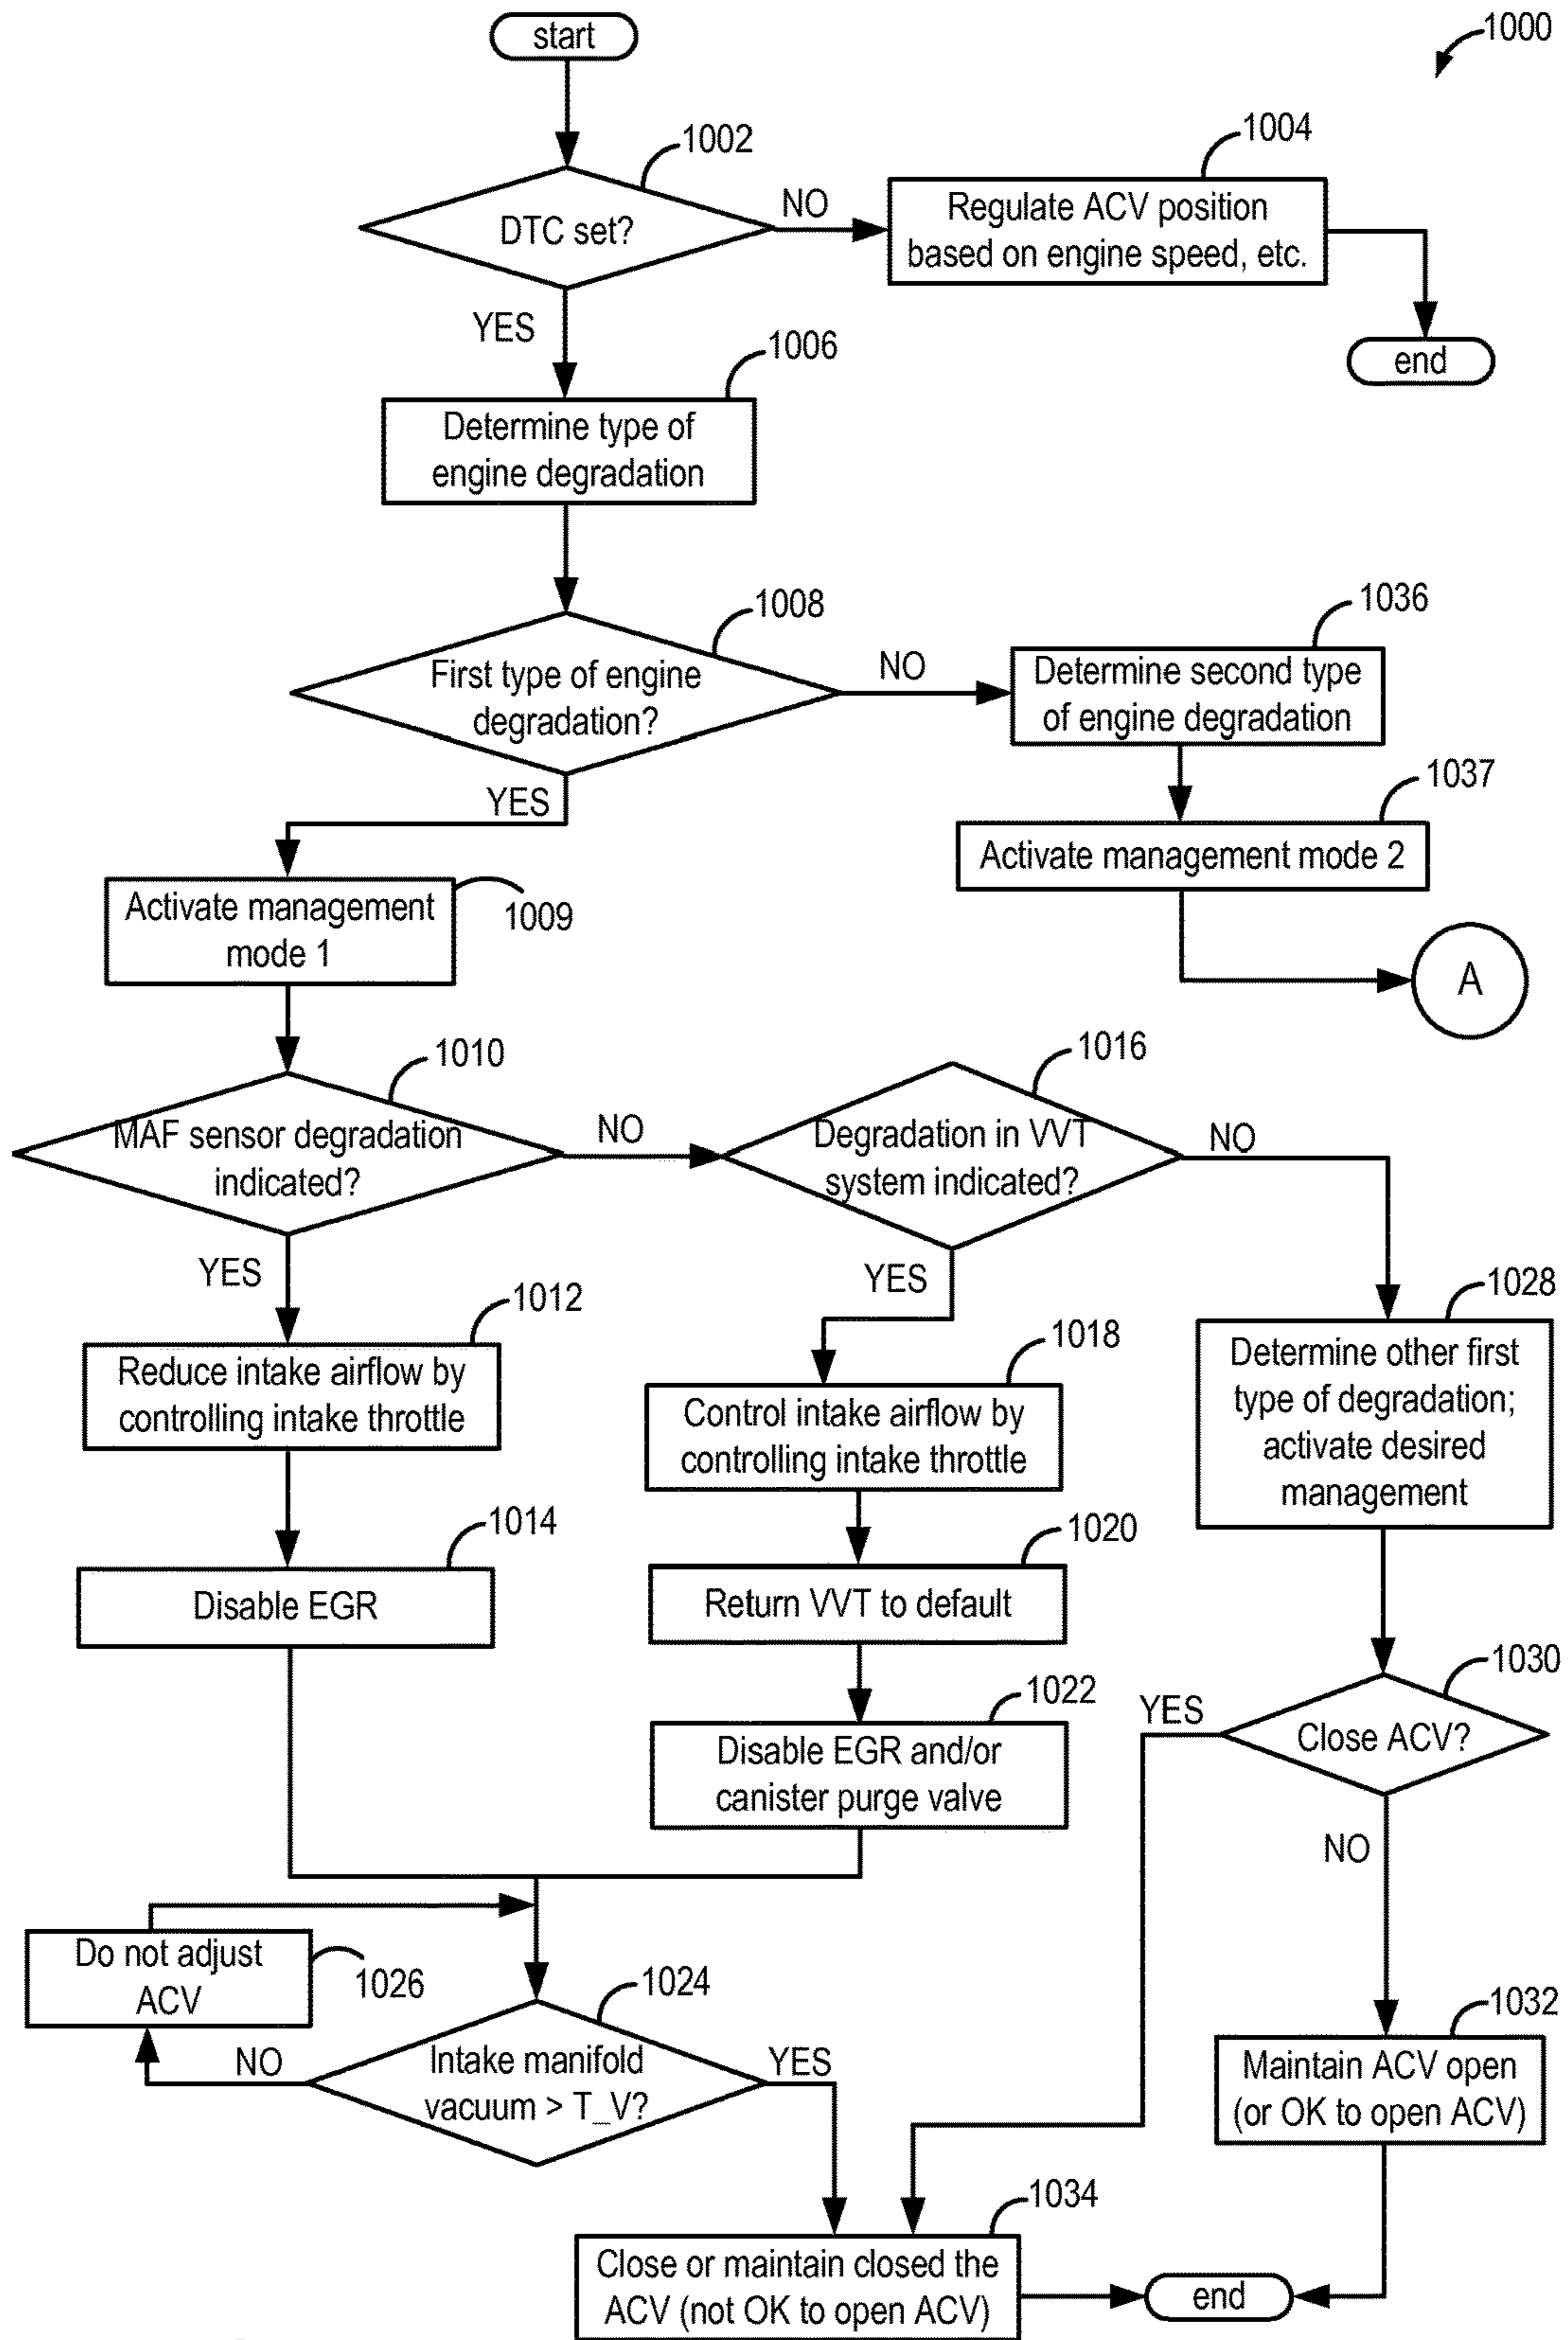 start
1000
1002
DTC set?
NO
1004
Regulate ACV position
based on engine speed, etc.
end
YES
1006
Determine type of
engine degradation
1008
First type of engine
degradation?
NO
1036
Determine second type
of engine degradation
1037
Activate management mode 2
A
YES
Activate management
mode 1
1009
1010
MAF sensor degradation
indicated?
NO
1016
Degradation in VVT
system indicated?
NO
YES
1012
Reduce intake airflow by
controlling intake throttle
1014
Disable EGR
YES
1018
Control intake airflow by
controlling intake throttle
1020
Return VVT to default
1022
Disable EGR and/or
canister purge valve
1028
Determine other first
type of degradation;
activate desired
management
1030
Close ACV?
YES
NO
Do not adjust
ACV
1026
1024
Intake manifold
vacuum > T_V?
NO
YES
1032
Maintain ACV open
(or OK to open ACV)
1034
Close or maintain closed the
ACV (not OK to open ACV)
end